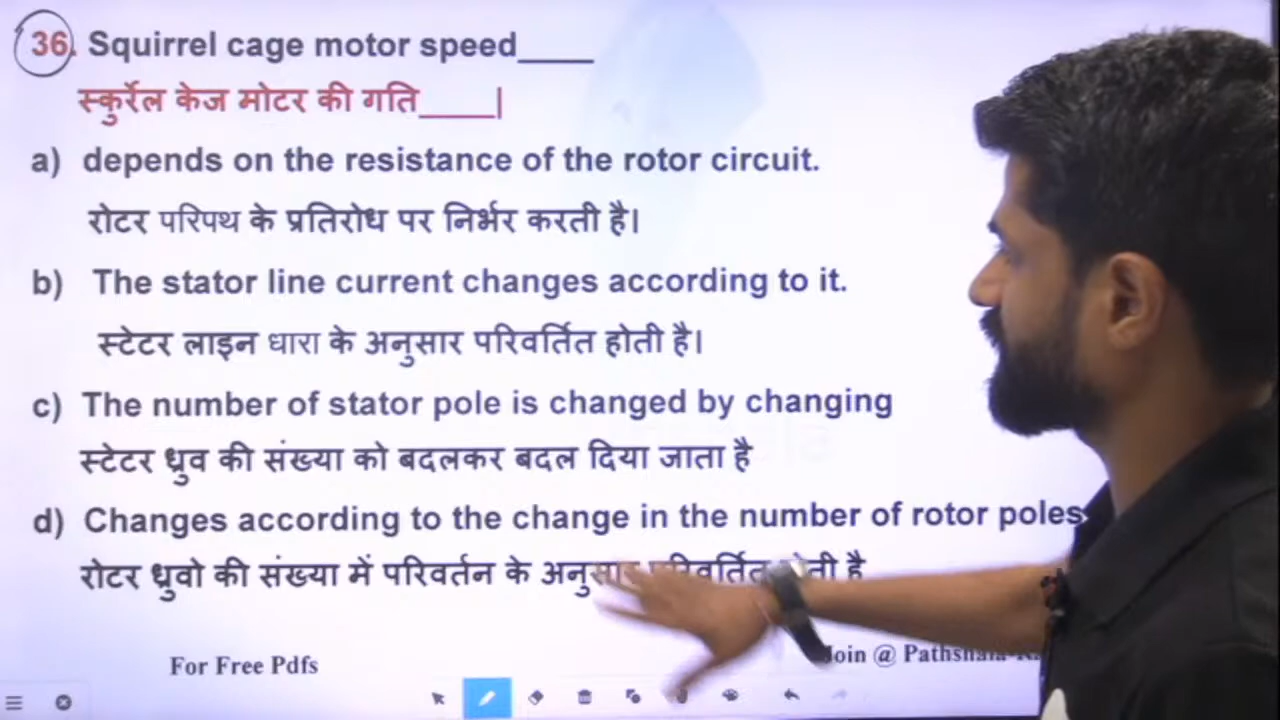 36. Squirrel cage motor speed____
स्कुर्रेल केज मोटर की गति____|
a) depends on the resistance of the rotor circuit.
रोटर परिपथ के प्रतिरोध पर निर्भर करती है।
b) The stator line current changes according to it.
स्टेटर लाइन धारा के अनुसार परिवर्तित होती है।
c) The number of stator pole is changed by changing
स्टेटर ध्रुव की संख्या को बदलकर बदल दिया जाता है
d) Changes according to the change in the number of rotor poles
रोटर ध्रुवो की संख्या में परिवर्तन के अनुसार परिवर्तित होती है
For Free Pdfs
Join @ Pathshala